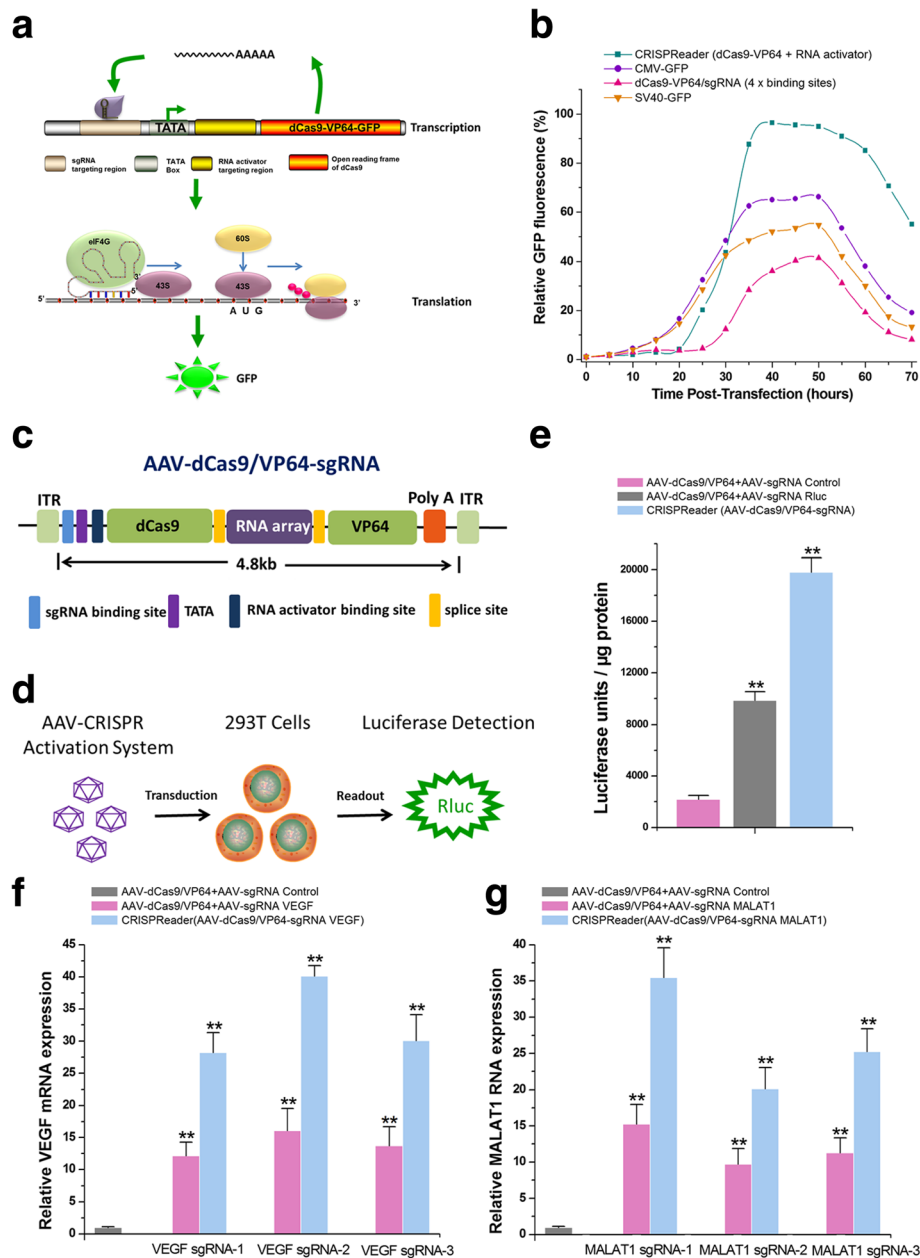 a
AAAAA
TATA
dCas9-VP64-GFP
Transcription
sgRNA
targeting region
TATA
Box
RNA activator
targeting region
Open reading frame
of dCas9
eIF4G
60S
3'
5'
43S
43S
5'
3'
A U G
Translation
GFP
b
CRISPReader (dCas9-VP64 + RNA activator)
CMV-GFP
dCas9-VP64/sgRNA (4 x binding sites)
SV40-GFP
Relative GFP fluorescence (%)
100
80
60
40
20
0
0 10 20 30 40 50 60 70
Time Post-Transfection (hours)
c
AAV-dCas9/VP64-sgRNA
ITR
Poly A
ITR
dCas9
RNA array
VP64
4.8kb
sgRNA binding site
TATA
RNA activator binding site
splice site
d
AAV-CRISPR
Activation System
293T Cells
Luciferase Detection
Transduction
Readout
Rluc
e
AAV-dCas9/VP64+AAV-sgRNA Control
AAV-dCas9/VP64+AAV-sgRNA Rluc
CRISPReader (AAV-dCas9/VP64-sgRNA)
Luciferase units / µg protein
20000
16000
12000
8000
4000
0
**
**
f
AAV-dCas9/VP64+AAV-sgRNA Control
AAV-dCas9/VP64+AAV-sgRNA VEGF
CRISPReader(AAV-dCas9/VP64-sgRNA VEGF)
Relative VEGF mRNA expression
45
40
35
30
25
20
15
10
5
0
**
**
**
**
**
**
VEGF sgRNA-1
VEGF sgRNA-2
VEGF sgRNA-3
g
AAV-dCas9/VP64+AAV-sgRNA Control
AAV-dCas9/VP64+AAV-sgRNA MALAT1
CRISPReader(AAV-dCas9/VP64-sgRNA MALAT1)
Relative MALAT1 RNA expression
40
35
30
25
20
15
10
5
0
**
**
**
**
**
**
MALAT1 sgRNA-1
MALAT1 sgRNA-2
MALAT1 sgRNA-3